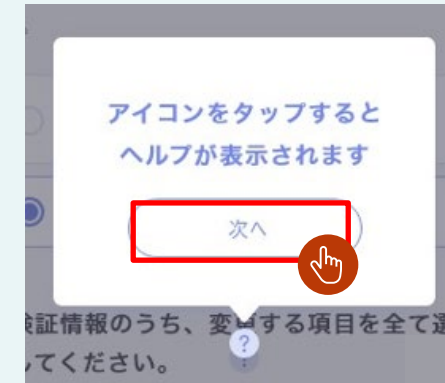 アイコンをタップすると
ヘルプが表示されます
次へ
証情報のうち、変更する項目を全て選
してください。
?